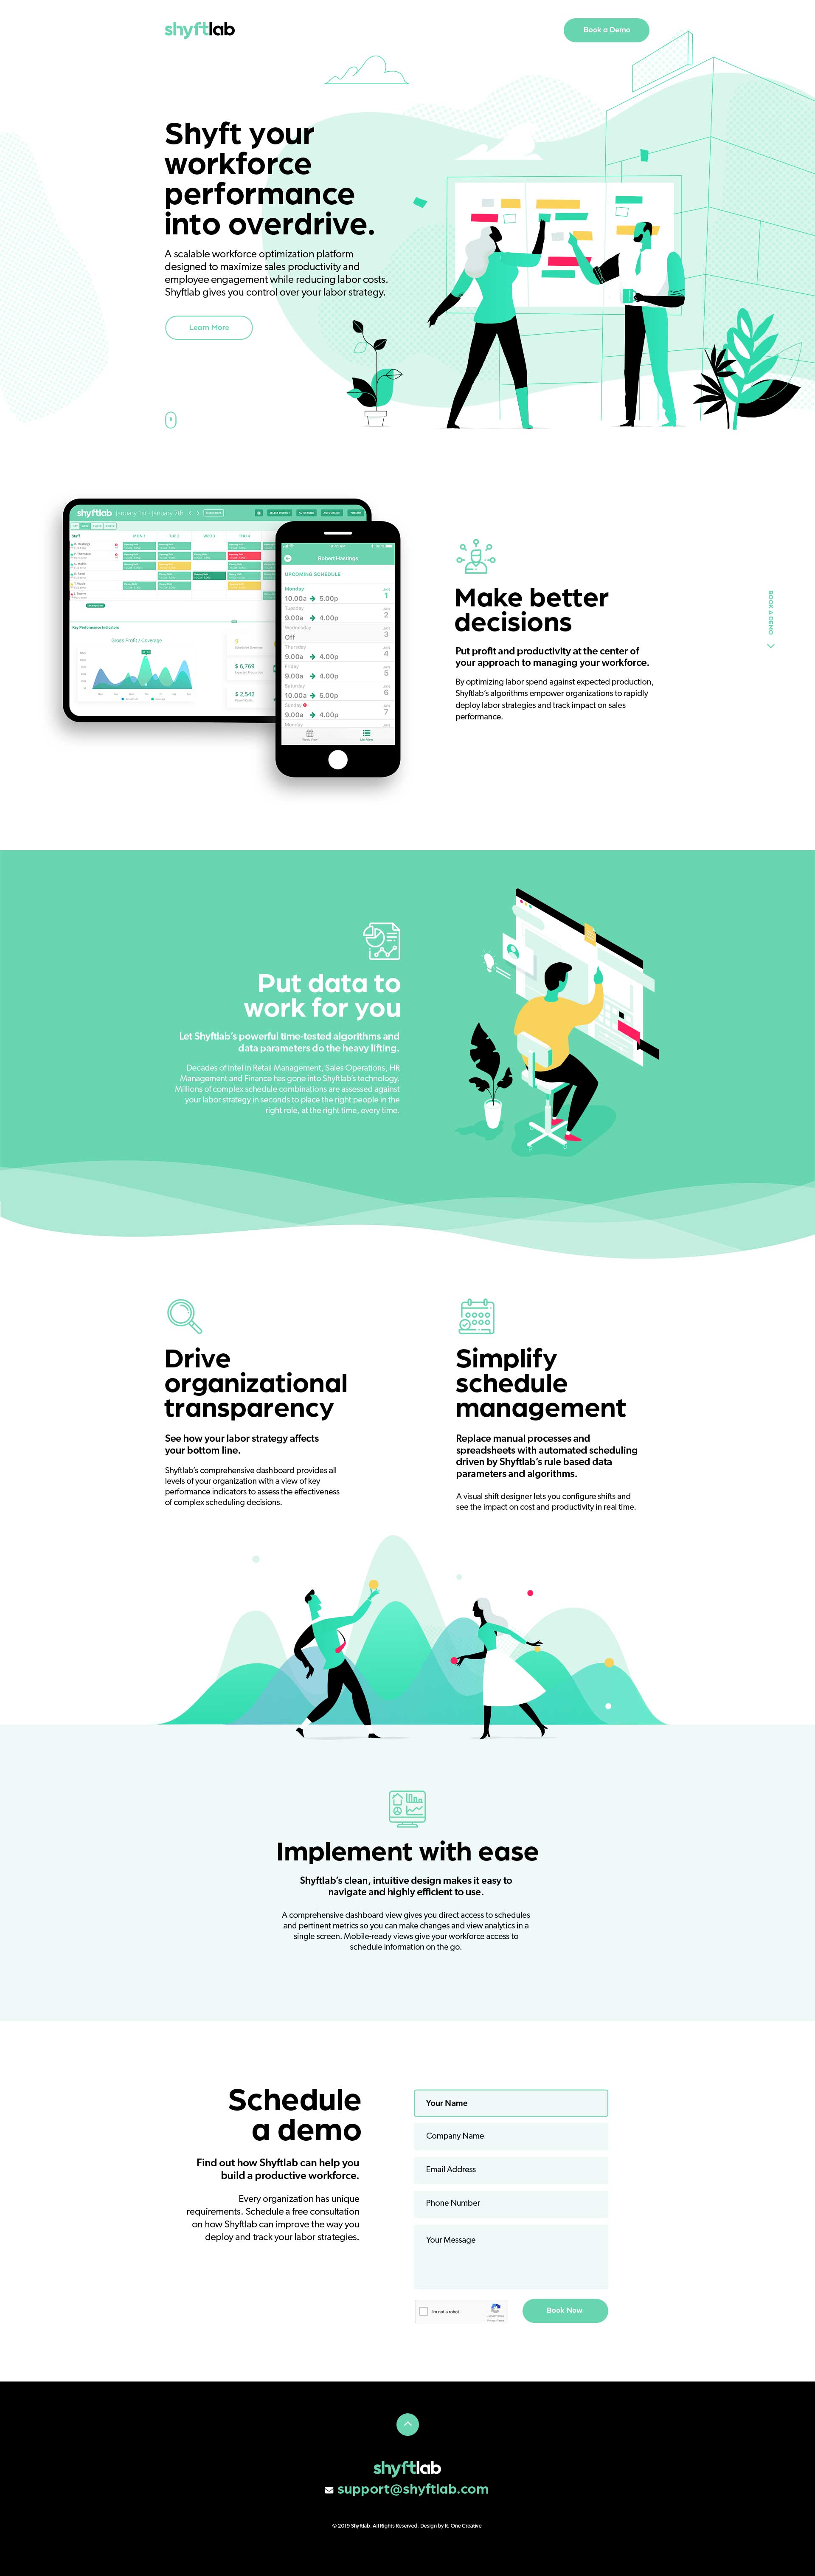 shyftlab
Book a Demo
Shyft your
workforce
performance
into overdrive.
A scalable workforce optimization platform
designed to maximize sales productivity and
employee engagement while reducing labor costs.
Shyftlab gives you control over your labor strategy.
Learn More
shyftlab January 1st - January 7th
Staff
MON 1 TUE 2 WED 3 THU 4
Key Performance Indicators
Gross Profit / Coverage
$ 6,769
$ 2,542
Robert Hastings
UPCOMING SCHEDULE
Monday
10.00a 5.00p
1
Tuesday
9.00a 4.00p
2
Wednesday
Off
3
Thursday
9.00a 4.00p
4
Friday
9.00a 4.00p
5
Saturday
10.00a 5.00p
6
Sunday
9.00a 4.00p
7
Monday
Make better
decisions
Put profit and productivity at the center of
your approach to managing your workforce.
By optimizing labor spend against expected production,
Shyftlab's algorithms empower organizations to rapidly
deploy labor strategies and track impact on sales
performance.
BOOK A DEMO
Put data to
work for you
Let Shyftlab's powerful time-tested algorithms and
data parameters do the heavy lifting.
Decades of intel in Retail Management, Sales Operations, HR
Management and Finance has gone into Shyftlab's technology.
Millions of complex schedule combinations are assessed against
your labor strategy in seconds to place the right people in the
right role, at the right time, every time.
Drive
organizational
transparency
See how your labor strategy affects
your bottom line.
Shyftlab's comprehensive dashboard provides all
levels of your organization with a view of key
performance indicators to assess the effectiveness
of complex scheduling decisions.
Simplify
schedule
management
Replace manual processes and
spreadsheets with automated scheduling
driven by Shyftlab's rule based data
parameters and algorithms.
A visual shift designer lets you configure shifts and
see the impact on cost and productivity in real time.
Implement with ease
Shyftlab's clean, intuitive design makes it easy to
navigate and highly efficient to use.
A comprehensive dashboard view gives you direct access to schedules
and pertinent metrics so you can make changes and view analytics in a
single screen. Mobile-ready views give your workforce access to
schedule information on the go.
Schedule
a demo
Find out how Shyftlab can help you
build a productive workforce.
Every organization has unique
requirements. Schedule a free consultation
on how Shyftlab can improve the way you
deploy and track your labor strategies.
Your Name
Company Name
Email Address
Phone Number
Your Message
I'm not a robot
Book Now
shyftlab
support@shyftlab.com
© 2019 Shyftlab. All Rights Reserved. Design by R. One Creative